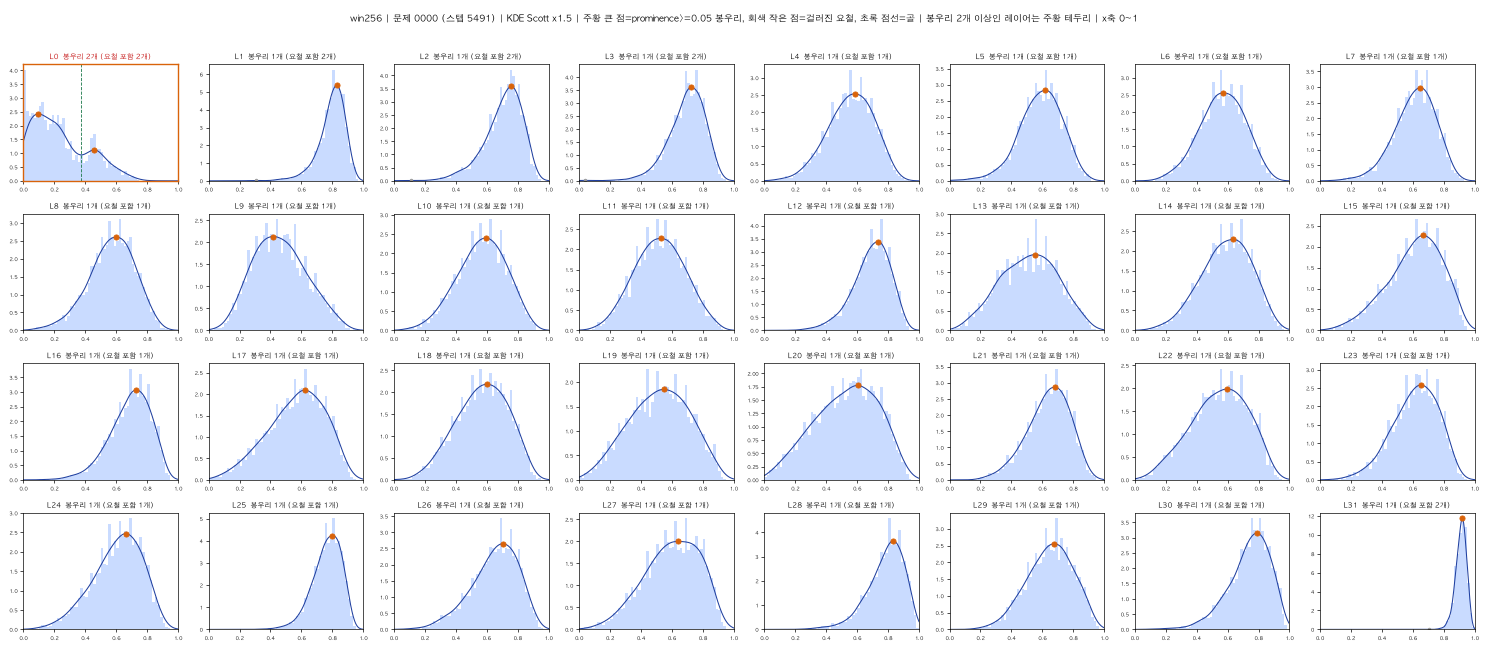 win256 | 문제 0000 (스텝 5491) | KDE Scott x1.5 | 주황 큰 점=prominence>=0.05 봉우리, 회색 작은 점=걸러진 요철, 초록 점선=골 | 봉우리 2개 이상인 레이어는 주황 테두리 | x축 0~1
L0 봉우리 2개 (요철 포함 2개)
L1 봉우리 1개 (요철 포함 2개)
L2 봉우리 1개 (요철 포함 2개)
L3 봉우리 1개 (요철 포함 2개)
L4 봉우리 1개 (요철 포함 1개)
L5 봉우리 1개 (요철 포함 1개)
L6 봉우리 1개 (요철 포함 1개)
L7 봉우리 1개 (요철 포함 1개)
L8 봉우리 1개 (요철 포함 1개)
L9 봉우리 1개 (요철 포함 1개)
L10 봉우리 1개 (요철 포함 1개)
L11 봉우리 1개 (요철 포함 1개)
L12 봉우리 1개 (요철 포함 1개)
L13 봉우리 1개 (요철 포함 1개)
L14 봉우리 1개 (요철 포함 1개)
L15 봉우리 1개 (요철 포함 1개)
L16 봉우리 1개 (요철 포함 1개)
L17 봉우리 1개 (요철 포함 1개)
L18 봉우리 1개 (요철 포함 1개)
L19 봉우리 1개 (요철 포함 1개)
L20 봉우리 1개 (요철 포함 1개)
L21 봉우리 1개 (요철 포함 1개)
L22 봉우리 1개 (요철 포함 1개)
L23 봉우리 1개 (요철 포함 1개)
L24 봉우리 1개 (요철 포함 1개)
L25 봉우리 1개 (요철 포함 1개)
L26 봉우리 1개 (요철 포함 1개)
L27 봉우리 1개 (요철 포함 1개)
L28 봉우리 1개 (요철 포함 1개)
L29 봉우리 1개 (요철 포함 1개)
L30 봉우리 1개 (요철 포함 1개)
L31 봉우리 1개 (요철 포함 2개)